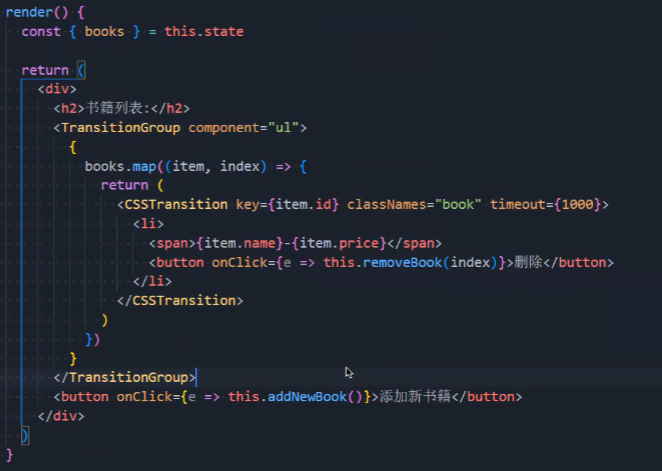 render() {
const { books } = this.state
return (
<div>
<h2>书籍列表:</h2>
<TransitionGroup component="ul">
{
books.map((item, index) => {
return (
<CSSTransition key={item.id} classNames="book" timeout={1000}>
<li>
<span>{item.name}-{item.price}</span>
<button onClick={e => this.removeBook(index)}>删除</button>
</li>
</CSSTransition>
)
})
}
</TransitionGroup>
<button onClick={e => this.addNewBook()}>添加新书籍</button>
</div>
)
}